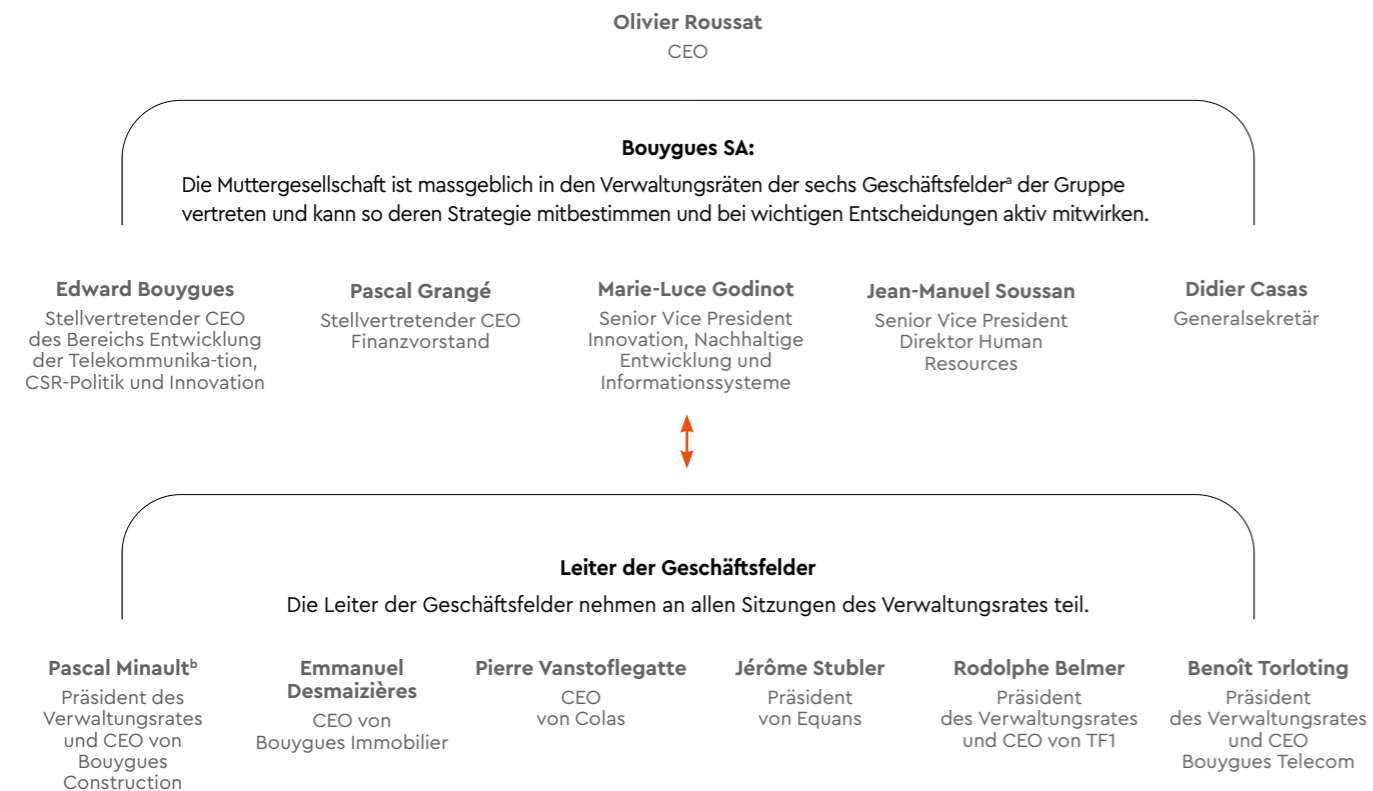 Olivier Roussat
CEO
Bouygues SA:
Die Muttergesellschaft ist massgeblich in den Verwaltungsräten der sechs Geschäftsfelderᵃ der Gruppe
vertreten und kann so deren Strategie mitbestimmen und bei wichtigen Entscheidungen aktiv mitwirken.
Edward Bouygues
Stellvertretender CEO
des Bereichs Entwicklung
der Telekommunika-tion,
CSR-Politik und Innovation
Pascal Grangé
Stellvertretender CEO
Finanzvorstand
Marie-Luce Godinot
Senior Vice President
Innovation, Nachhaltige
Entwicklung und
Informationssysteme
Jean-Manuel Soussan
Senior Vice President
Direktor Human
Resources
Didier Casas
Generalsekretär
Leiter der Geschäftsfelder
Die Leiter der Geschäftsfelder nehmen an allen Sitzungen des Verwaltungsrates teil.
Pascal Minaultᵇ
Präsident des
Verwaltungsrates
und CEO von
Bouygues
Construction
Emmanuel
Desmaizières
CEO von
Bouygues Immobilier
Pierre Vanstoflegatte
CEO
von Colas
Jérôme Stubler
Präsident
von Equans
Rodolphe Belmer
Präsident
des Verwaltungsrates
und CEO von TF1
Benoît Torloting
Präsident
des Verwaltungsrates
und CEO
Bouygues Telecom